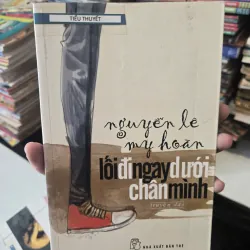 TIỂU THUYẾT
nguyễn lê
my hoàn
lối đi ngay dưới
chân mình
NHÀ XUẤT BẢN TRẺ